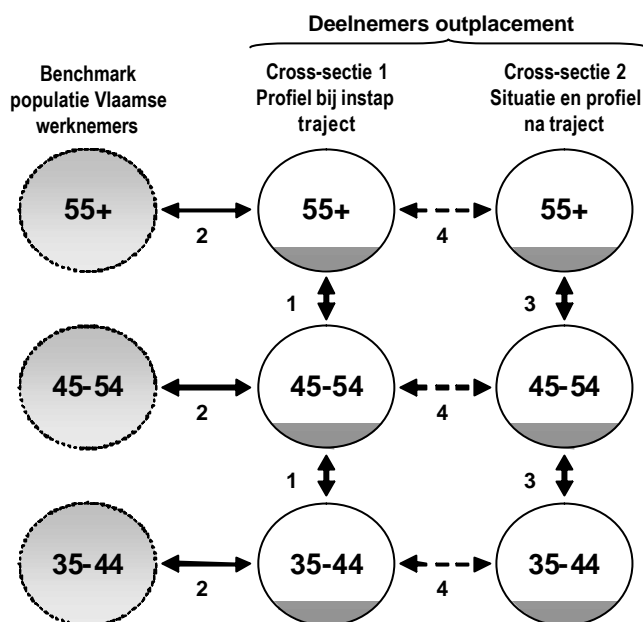 Deelnemers outplacement
Benchmark
populatie Vlaamse
werknemers
Cross-sectie 1
Profiel bij instap
traject
Cross-sectie 2
Situatie en profiel
na traject
55+
2
55+
4
55+
1
3
45-54
2
45-54
4
45-54
1
3
35-44
2
35-44
4
35-44